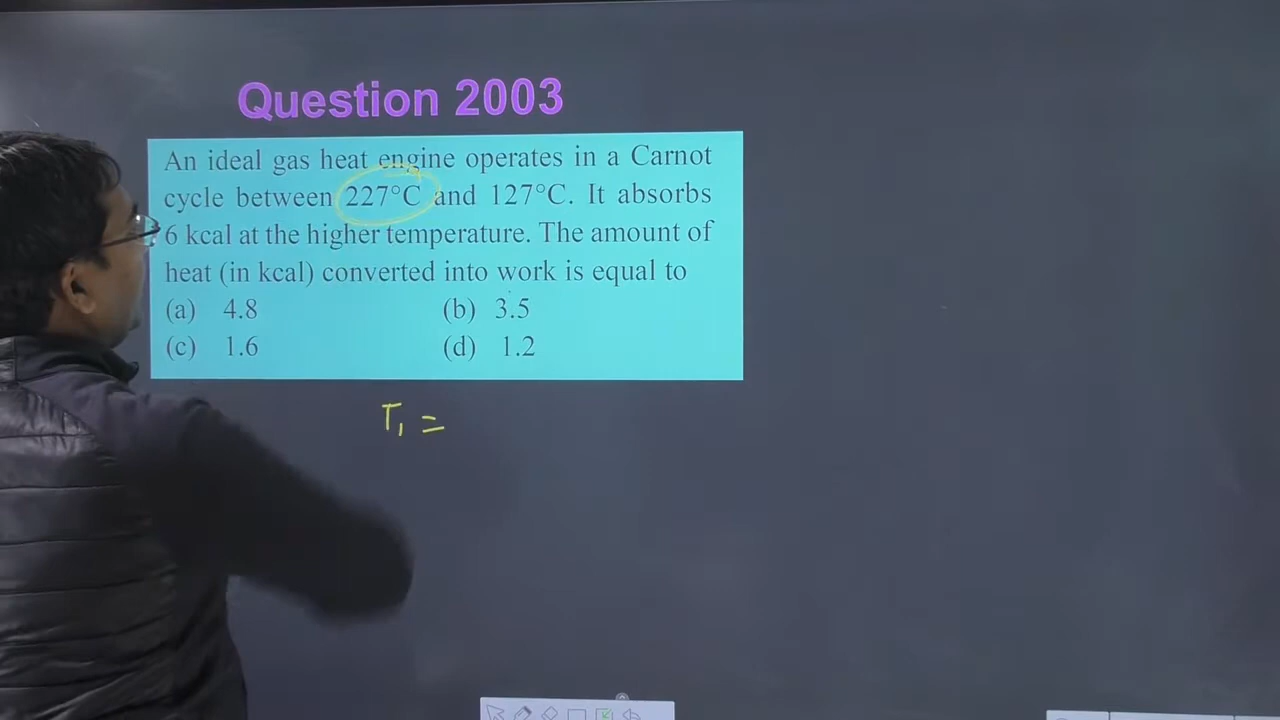 Question 2003
An ideal gas heat engine operates in a Carnot
cycle between 227°C and 127°C. It absorbs
6 kcal at the higher temperature. The amount of
heat (in kcal) converted into work is equal to
(a) 4.8 (b) 3.5
(c) 1.6 (d) 1.2
T₁ =